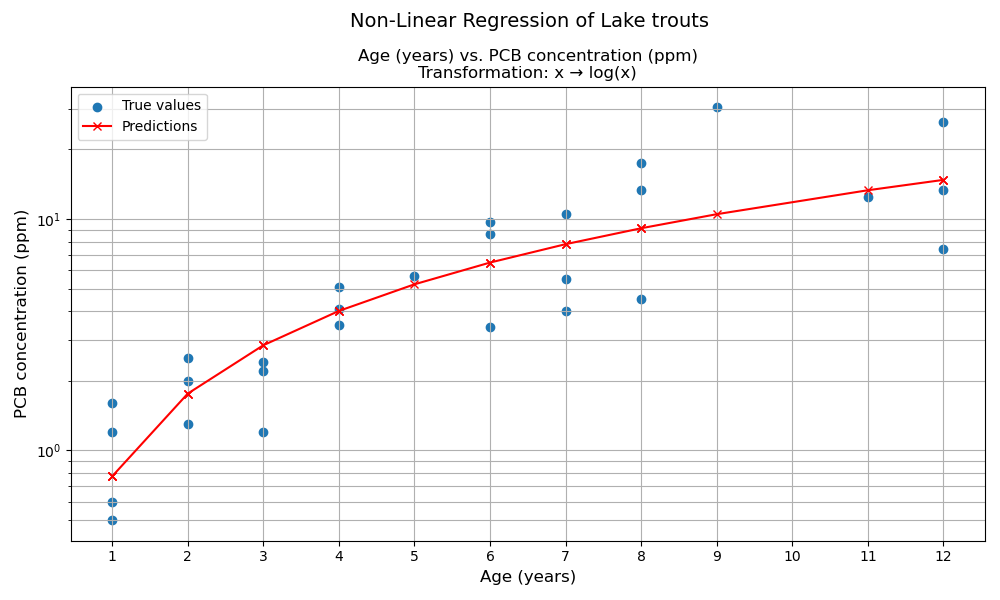 Non-Linear Regression of Lake trouts
Age (years) vs. PCB concentration (ppm)
Transformation: x → log(x)
True values
Predictions
PCB concentration (ppm)
10¹
10⁰
1 2 3 4 5 6 7 8 9 10 11 12
Age (years)